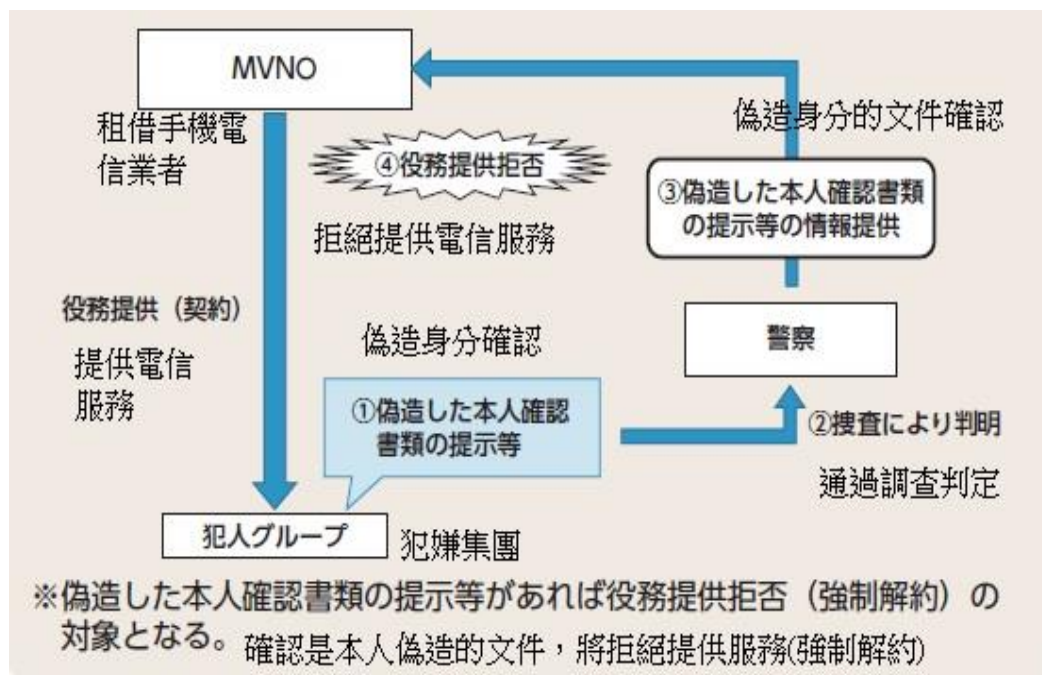 MVNO
租借手機電
信業者
偽造身分的文件確認
④役務提供拒否
拒絕提供電信服務
③偽造した本人確認書類
の提示等の情報提供
役務提供（契約）
提供電信
服務
偽造身分確認
警察
①偽造した本人確認
書類の提示等
②捜査により判明
通過調查判定
犯人グループ
犯嫌集團
※偽造した本人確認書類の提示等があれば役務提供拒否（強制解約）の
対象となる。
確認是本人偽造的文件，將拒絕提供服務(強制解約)